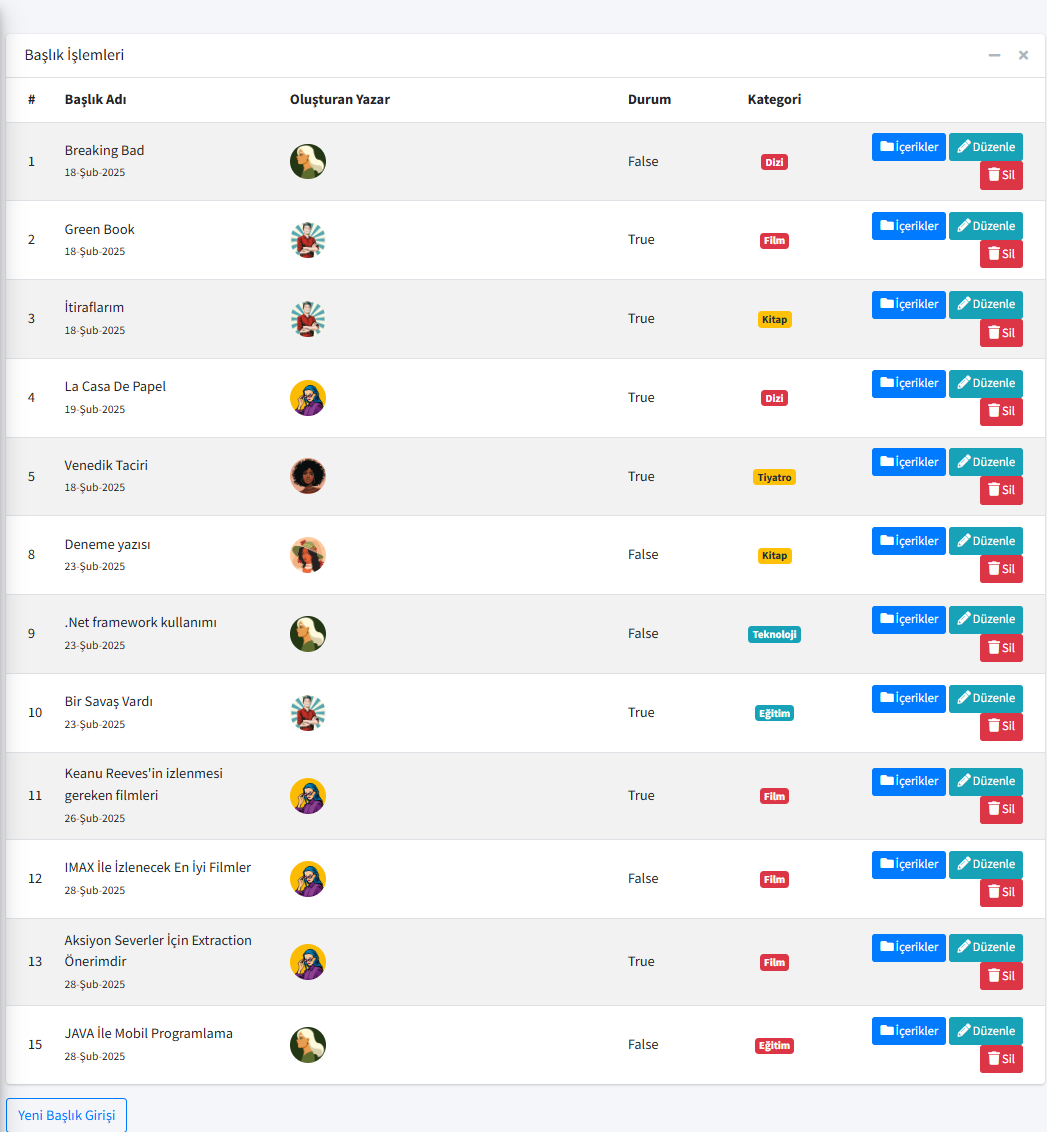 Başlık İşlemleri
# Başlık Adı Oluşturan Yazar Durum Kategori
1 Breaking Bad 18-Şub-2025 False Dizi İçerikler Düzenle Sil
2 Green Book 18-Şub-2025 True Film İçerikler Düzenle Sil
3 İtiraflarım 18-Şub-2025 True Kitap İçerikler Düzenle Sil
4 La Casa De Papel 19-Şub-2025 True Dizi İçerikler Düzenle Sil
5 Venedik Taciri 18-Şub-2025 True Tiyatro İçerikler Düzenle Sil
8 Deneme yazısı 23-Şub-2025 False Kitap İçerikler Düzenle Sil
9 .Net framework kullanımı 23-Şub-2025 False Teknoloji İçerikler Düzenle Sil
10 Bir Savaş Vardı 23-Şub-2025 True Eğitim İçerikler Düzenle Sil
11 Keanu Reeves'in izlenmesi gereken filmleri 26-Şub-2025 True Film İçerikler Düzenle Sil
12 IMAX İle İzlenecek En İyi Filmler 28-Şub-2025 False Film İçerikler Düzenle Sil
13 Aksiyon Severler İçin Extraction Önerimdir 28-Şub-2025 True Film İçerikler Düzenle Sil
15 JAVA İle Mobil Programlama 28-Şub-2025 False Eğitim İçerikler Düzenle Sil
Yeni Başlık Girişi